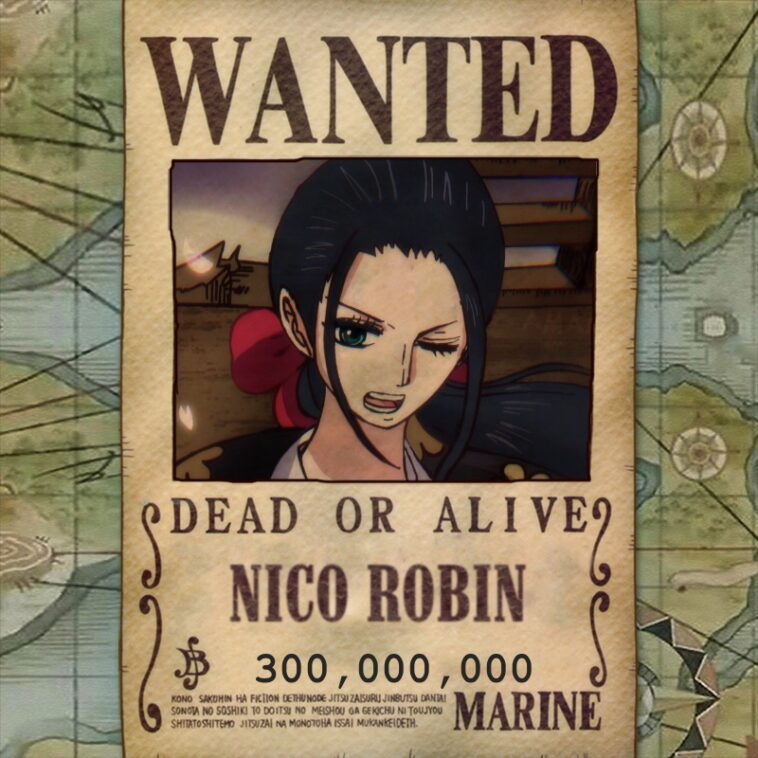 WANTED
DEAD OR ALIVE
NICO ROBIN
300,000,000
KONO SAKUHIN HA FICTION DETHUNODE JITSUZAISURU JINBUTSU DANTAI
SONOTA NO SOSHIKI TO DOITSU NO MEISHOU GA GEKICHU NI TOUJYOU
SHITATOSHITEMO JITSUZAI NA MONOTOHA ISSAI MUKANKEIDETH.
MARINE